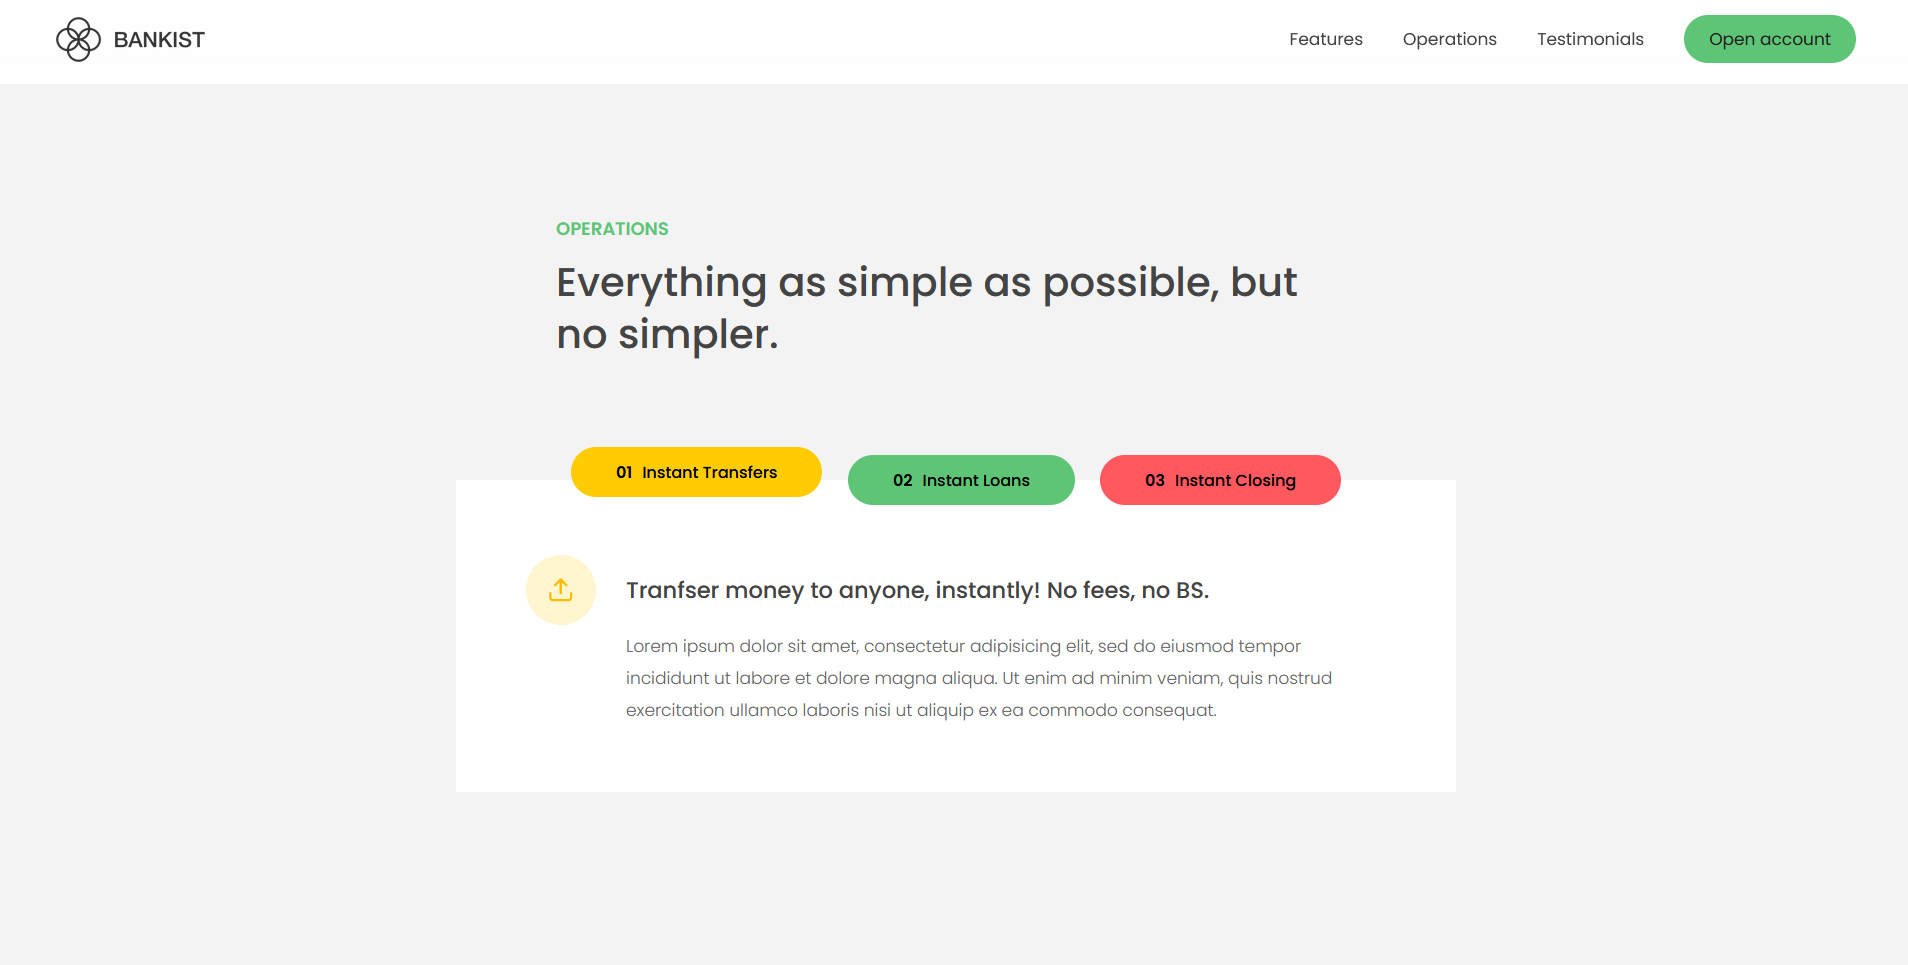 BANKIST
Features Operations Testimonials Open account
OPERATIONS
Everything as simple as possible, but
no simpler.
01 Instant Transfers
02 Instant Loans
03 Instant Closing
Tranfser money to anyone, instantly! No fees, no BS.
Lorem ipsum dolor sit amet, consectetur adipisicing elit, sed do eiusmod tempor
incididunt ut labore et dolore magna aliqua. Ut enim ad minim veniam, quis nostrud
exercitation ullamco laboris nisi ut aliquip ex ea commodo consequat.